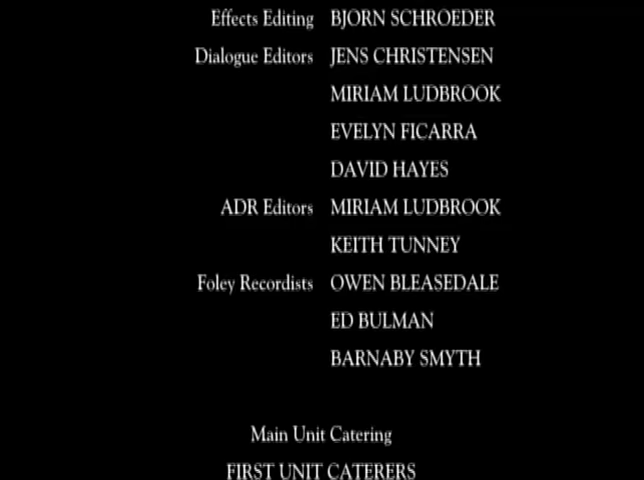 Effects Editing BJORN SCHROEDER
Dialogue Editors JENS CHRISTENSEN
MIRIAM LUDBROOK
EVELYN FICARRA
DAVID HAYES
ADR Editors MIRIAM LUDBROOK
KEITH TUNNEY
Foley Recordists OWEN BLEASEDALE
ED BULMAN
BARNABY SMYTH
Main Unit Catering
FIRST UNIT CATERERS